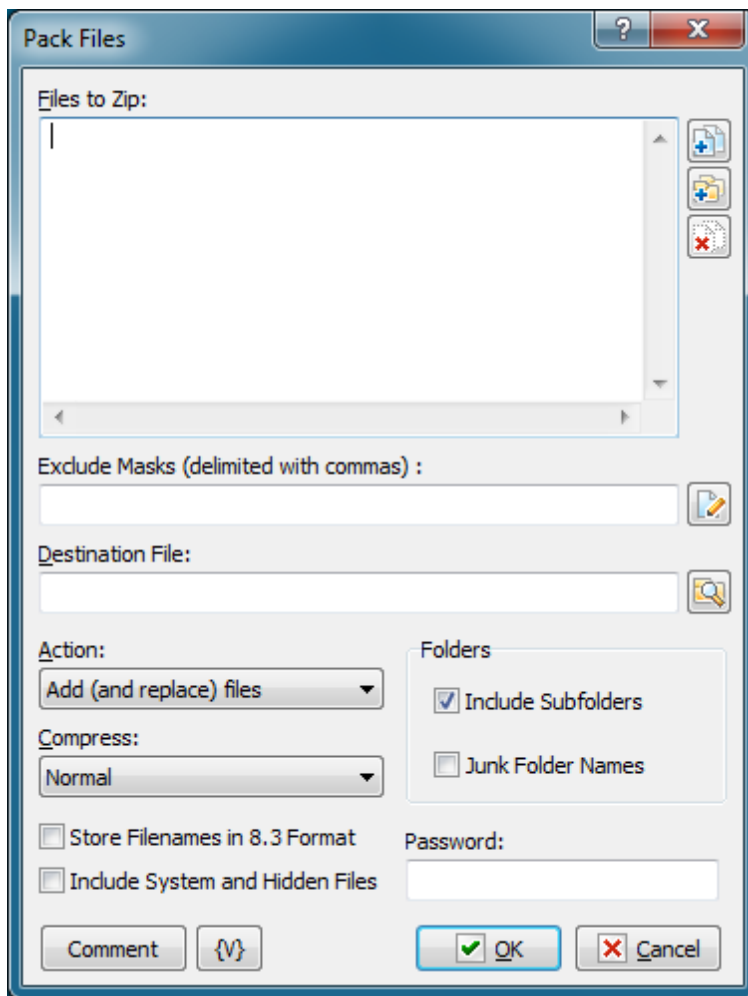 Pack Files
Files to Zip:
Exclude Masks (delimited with commas) :
Destination File:
Action:
Folders
Add (and replace) files
Include Subfolders
Compress:
Normal
Junk Folder Names
Store Filenames in 8.3 Format
Password:
Include System and Hidden Files
Comment
{V}
OK
Cancel